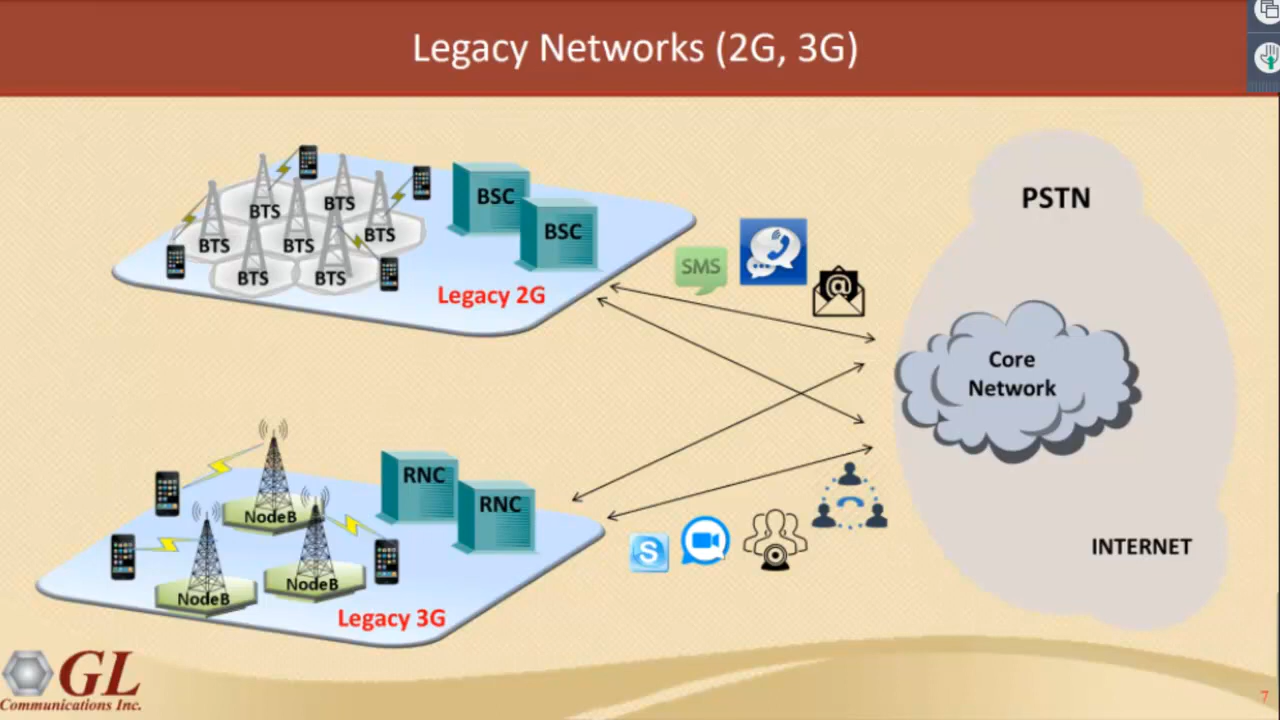 Legacy Networks (2G, 3G)
PSTN
BTS
BTS
BTS
BTS
BTS
BTS
BTS
BSC
BSC
SMS
@
Legacy 2G
Core
Network
RNC
RNC
NodeB
NodeB
NodeB
S
INTERNET
Legacy 3G
GL
Communications Inc.
7